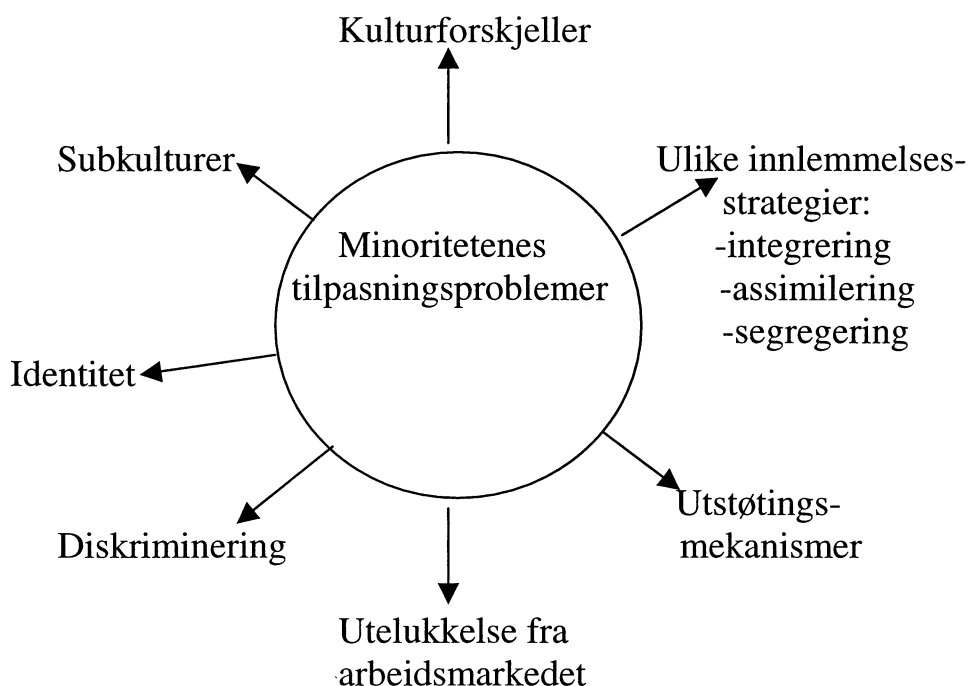 Kulturforskjeller
Subkulturer
Ulike innlemmelses-
strategier:
-integrering
-assimilering
-segregering
Minoritetenes
tilpasningsproblemer
Identitet
Utstøtings-
mekanismer
Diskriminering
Utelukkelse fra
arbeidsmarkedet